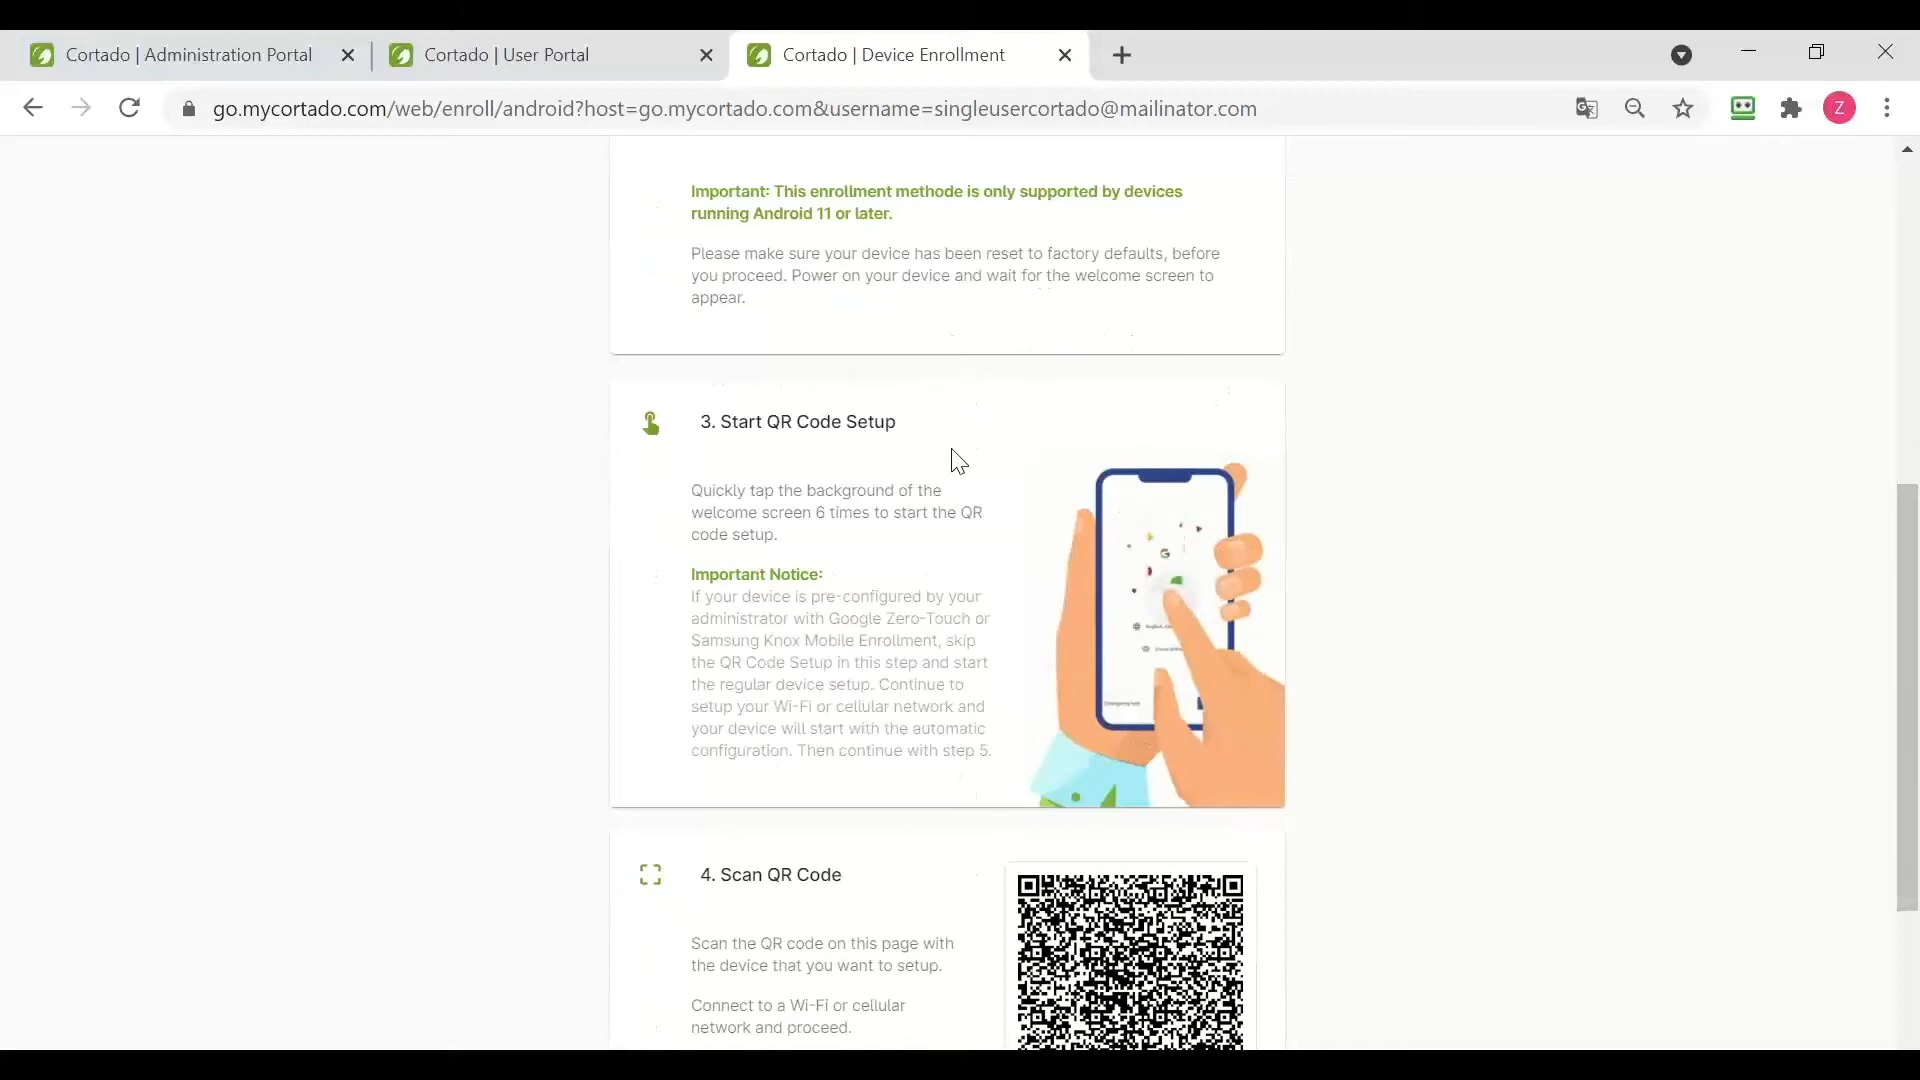 Cortado | Administration Portal
Cortado | User Portal
Cortado | Device Enrollment
go.mycortado.com/web/enroll/android?host=go.mycortado.com&username=singleusercortado@mailinator.com
Z
Important: This enrollment methode is only supported by devices
running Android 11 or later.
Please make sure your device has been reset to factory defaults, before
you proceed. Power on your device and wait for the welcome screen to
appear.
3. Start QR Code Setup
Quickly tap the background of the
welcome screen 6 times to start the QR
code setup.
Important Notice:
If your device is pre-configured by your
administrator with Google Zero-Touch or
Samsung Knox Mobile Enrollment, skip
the QR Code Setup in this step and start
the regular device setup. Continue to
setup your Wi-Fi or cellular network and
your device will start with the automatic
configuration. Then continue with step 5.
4. Scan QR Code
Scan the QR code on this page with
the device that you want to setup.
Connect to a Wi-Fi or cellular
network and proceed.